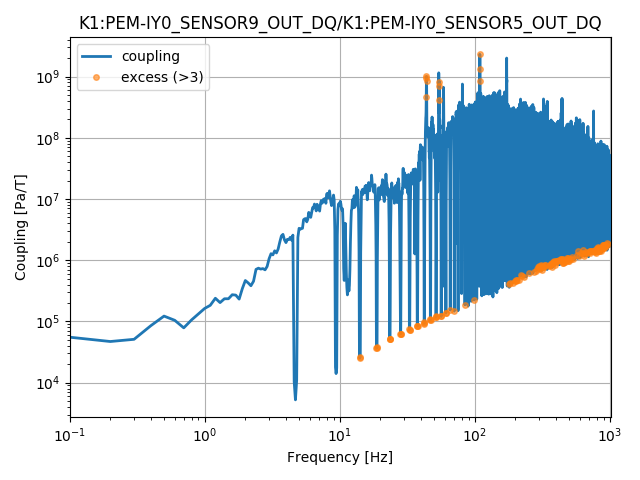 K1:PEM-IY0_SENSOR9_OUT_DQ/K1:PEM-IY0_SENSOR5_OUT_DQ
coupling
excess (>3)
Coupling [Pa/T]
10⁹
10⁸
10⁷
10⁶
10⁵
10⁴
10⁻¹ 10⁰ 10¹ 10² 10³
Frequency [Hz]